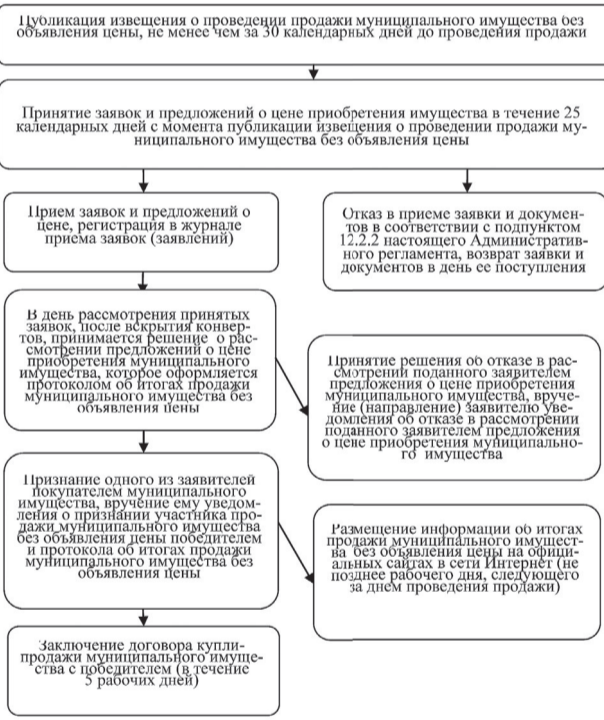 Публикация извещения о проведении продажи муниципального имущества без
объявления цены, не менее чем за 30 календарных дней до проведения продажи
Принятие заявок и предложений о цене приобретения имущества в течение 25
календарных дней с момента публикации извещения о проведении продажи му-
ниципального имущества без объявления цены
Прием заявок и предложений о
цене, регистрация в журнале
приема заявок (заявлений)
Отказ в приеме заявки и докумен-
тов в соответствии с подпунктом
12.2.2 настоящего Административ-
ного регламента, возврат заявки и
документов в день ее поступления
В день рассмотрения принятых
заявок, после вскрытия конвер-
тов, принимается решение о рас-
смотрении предложений о цене
приобретения муниципального
имущества, которое оформляется
протоколом об итогах продажи
муниципального имущества без
объявления цены
Принятие решения об отказе в рас-
смотрении поданного заявителем
предложения о цене приобретения
муниципального имущества, вруче-
ние (направление) заявителю уве-
домления об отказе в рассмотрении
поданного заявителем предложения
о цене приобретения муниципально-
го имущества
Признание одного из заявителей
покупателем муниципального
имущества, вручение ему уведом-
ления о признании участника про-
дажи муниципального имущества
без объявления цены победителем
и протокола об итогах продажи
муниципального имущества без
объявления цены
Размещение информации об итогах
продажи муниципального имущест-
ва без объявления цены на офици-
альных сайтах в сети Интернет (не
позднее рабочего дня, следующего
за днем проведения продажи)
Заключение договора купли-
продажи муниципального имуще-
ства с победителем (в течение
5 рабочих дней)